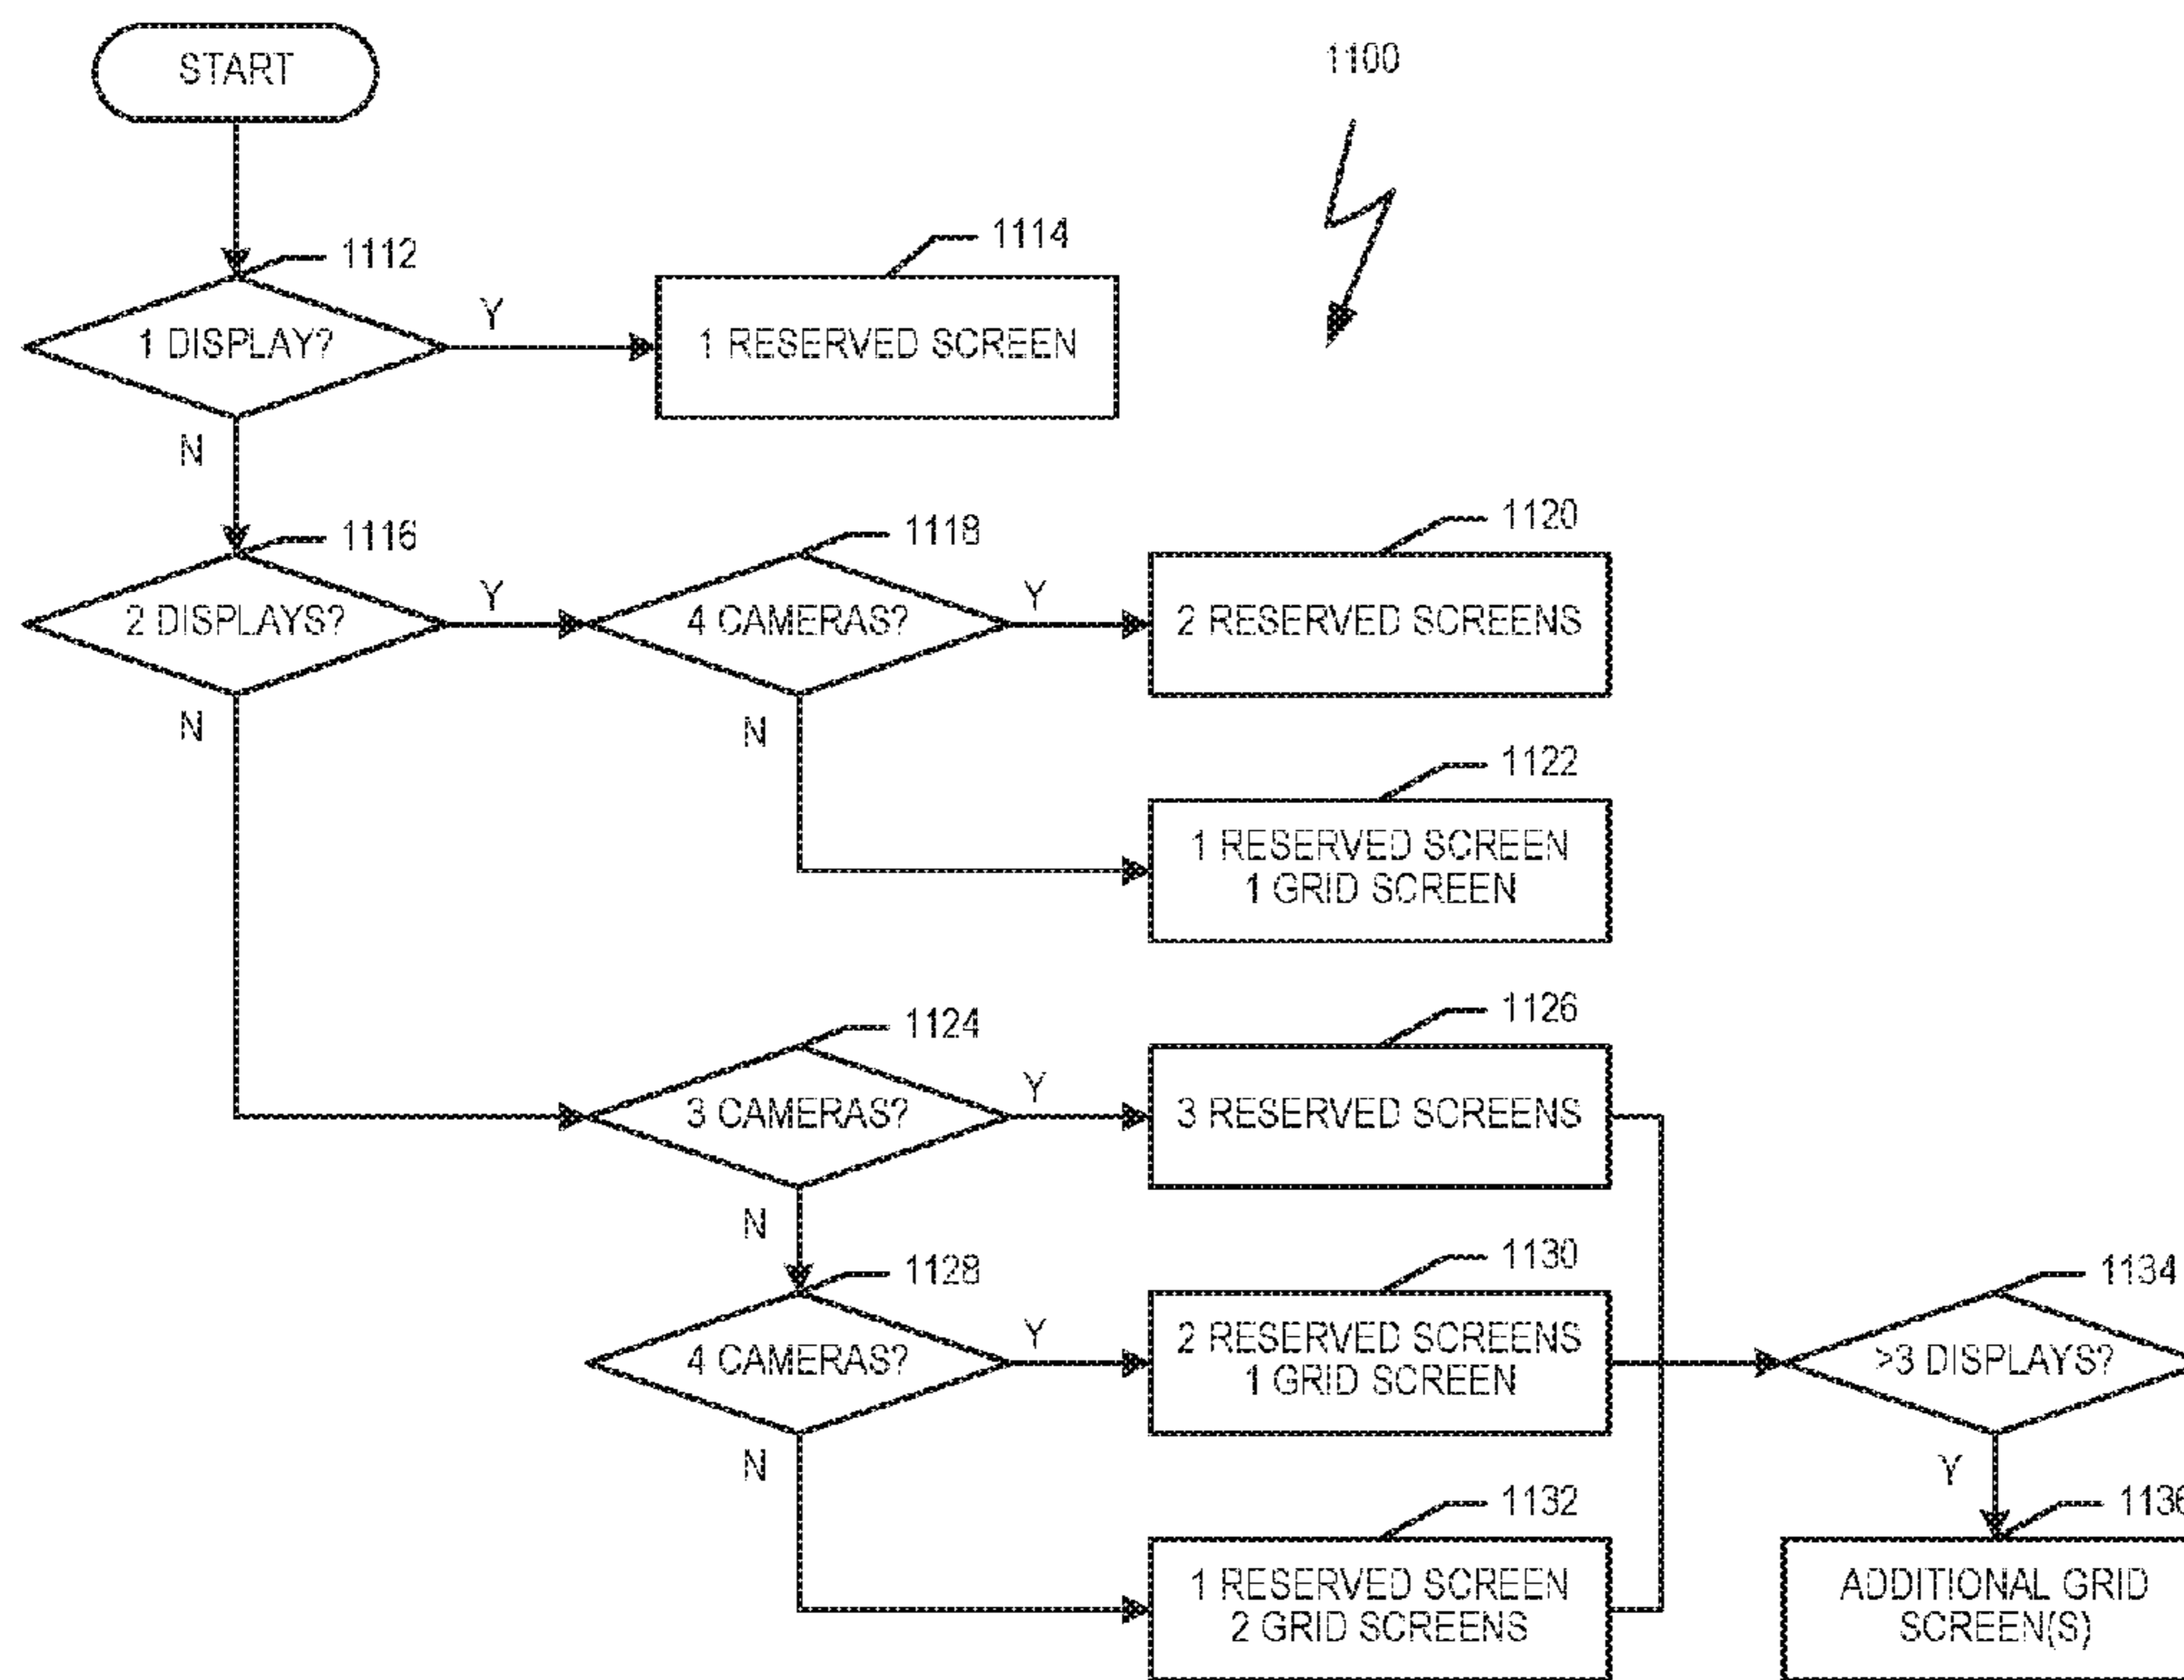 START
1100
1112
1 DISPLAY?
Y
1114
1 RESERVED SCREEN
N
1116
2 DISPLAYS?
Y
1118
4 CAMERAS?
Y
1120
2 RESERVED SCREENS
N
N
1122
1 RESERVED SCREEN
1 GRID SCREEN
1124
3 CAMERAS?
Y
1126
3 RESERVED SCREENS
N
1128
4 CAMERAS?
Y
1130
2 RESERVED SCREENS
1 GRID SCREEN
1134
>3 DISPLAYS?
N
Y
1132
1 RESERVED SCREEN
2 GRID SCREENS
1136
ADDITIONAL GRID
SCREEN(S)